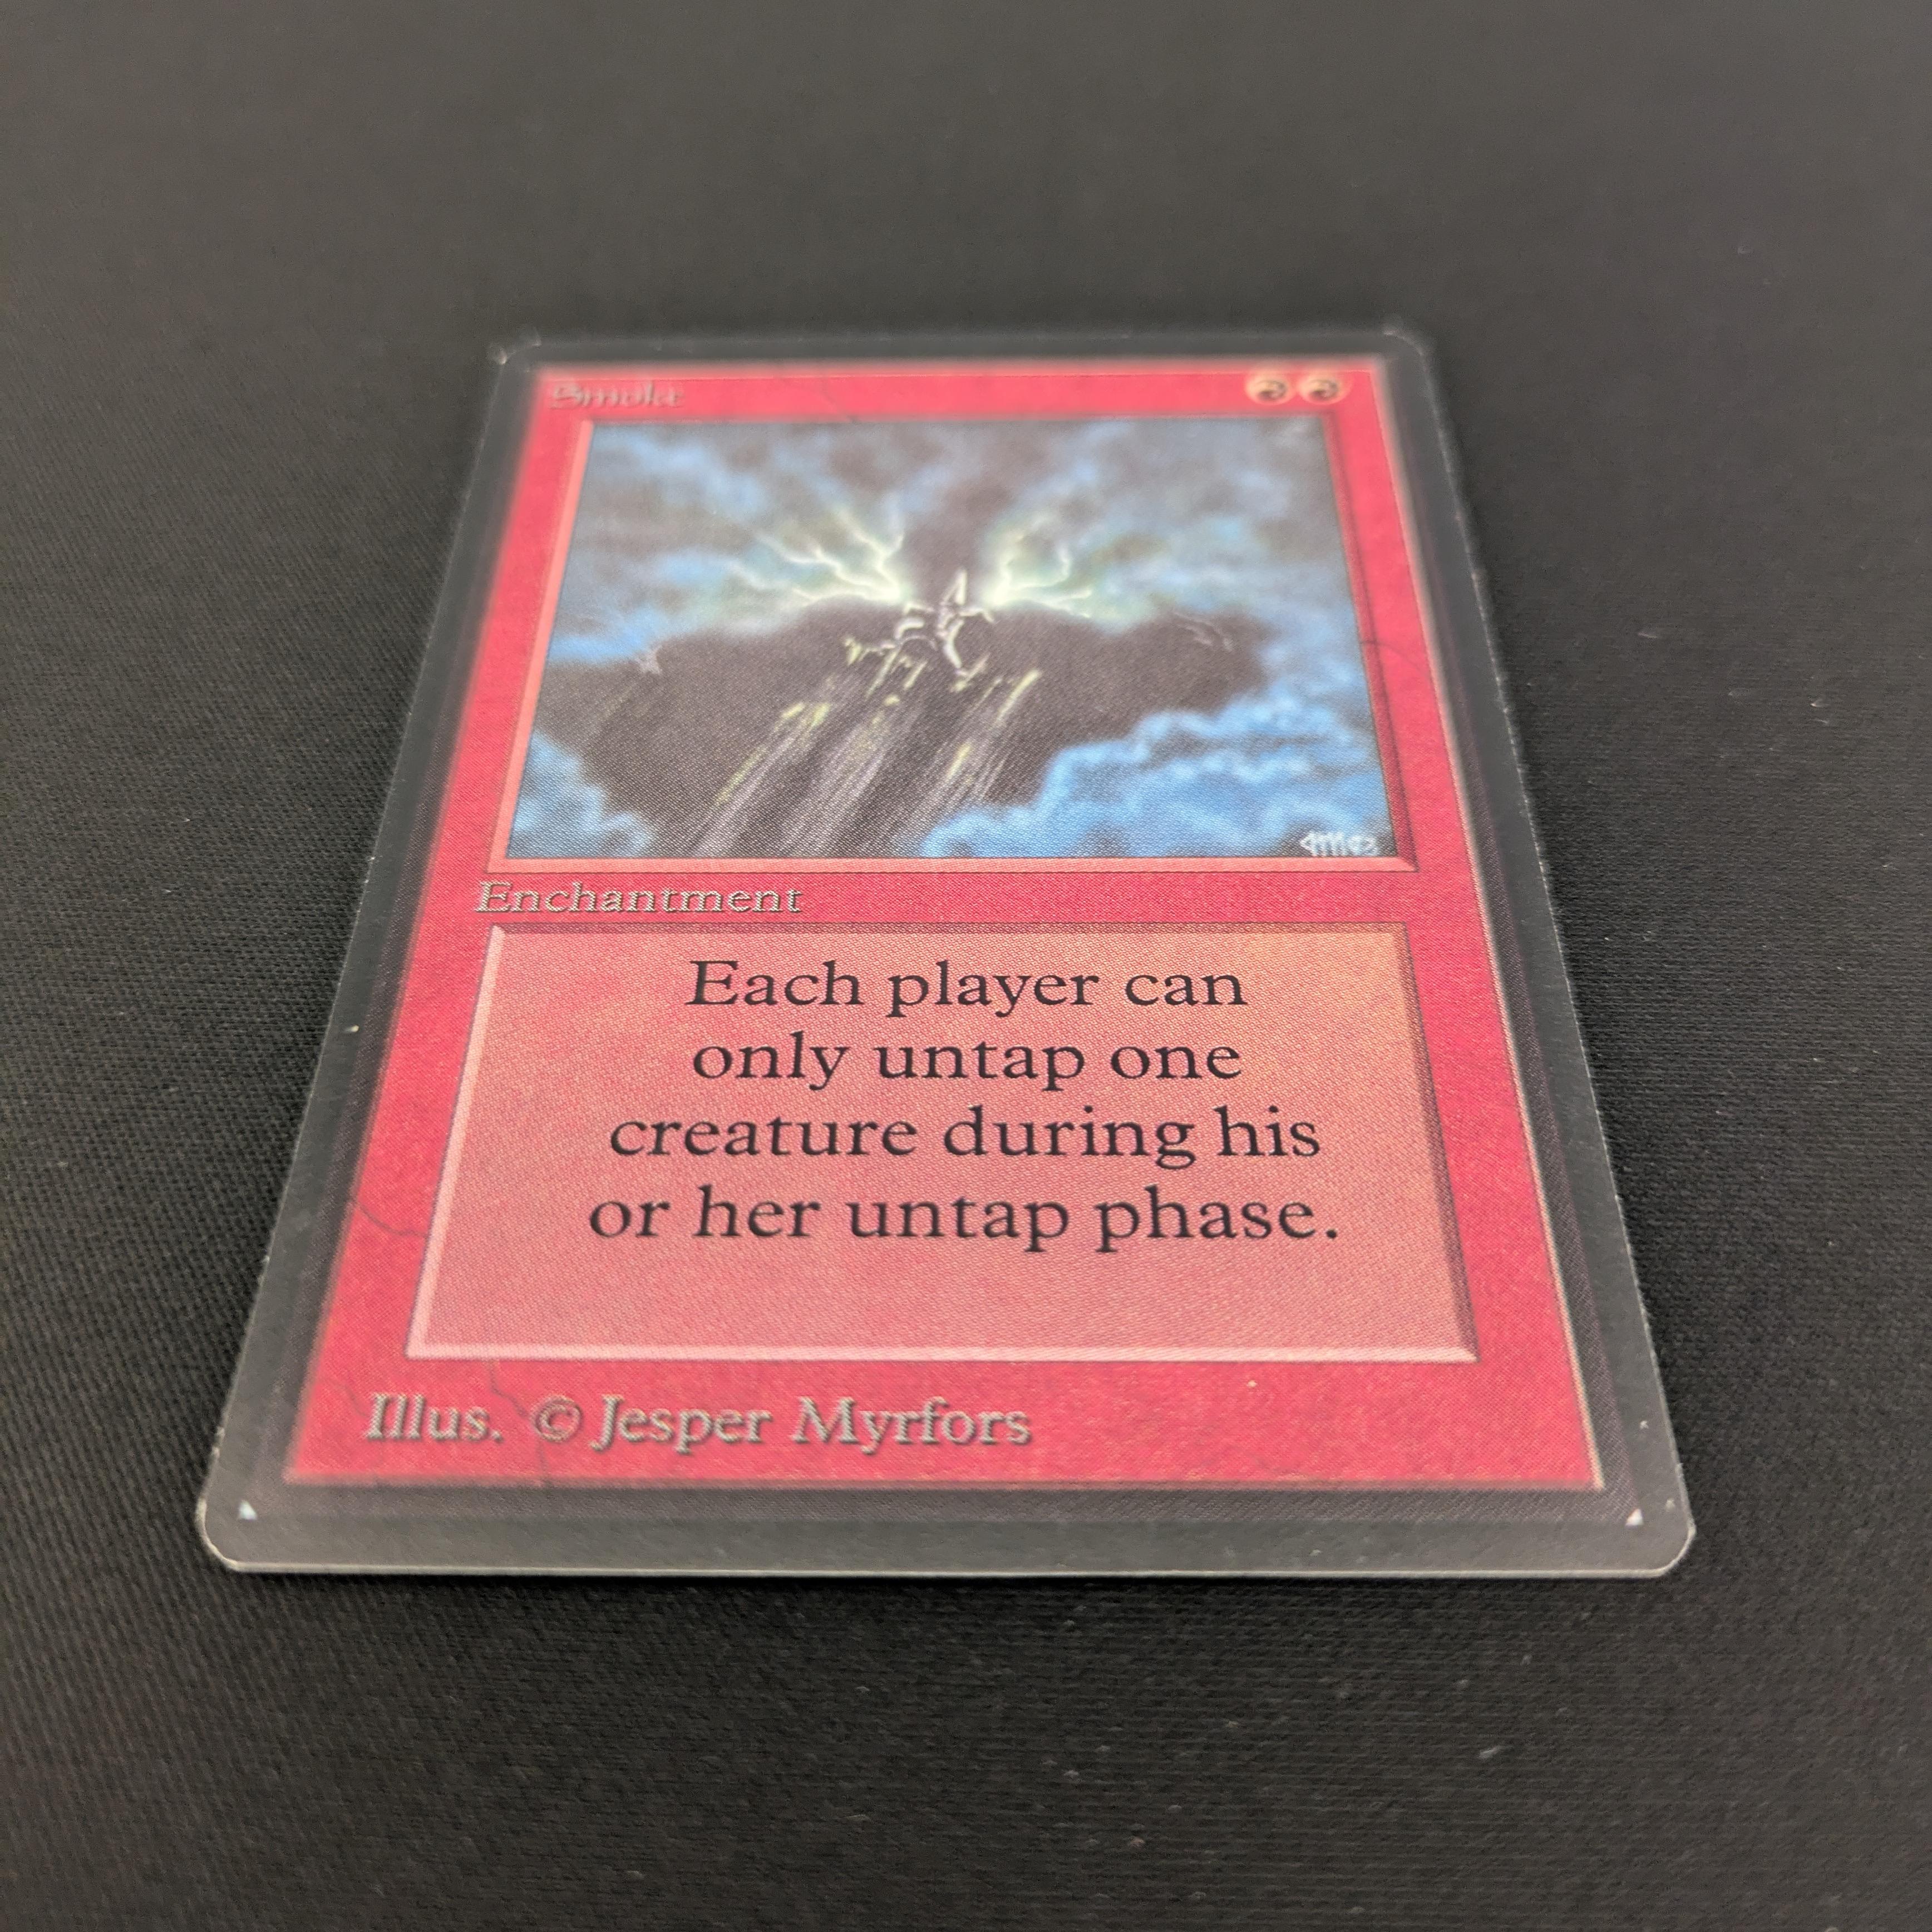 Smoke
Enchantment
Each player can
only untap one
creature during his
or her untap phase.
Illus. © Jesper Myrfors